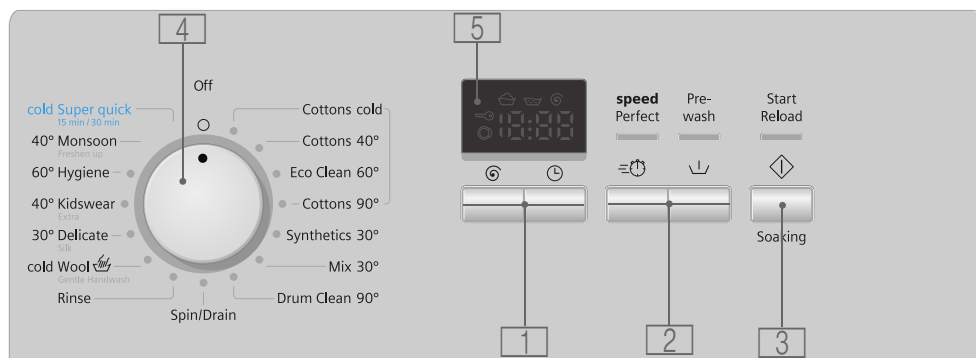 4
5
Off
cold Super quick
15 min / 30 min
40° Monsoon
Freshen up
60° Hygiene
40° Kidswear
Extra
30° Delicate
Silk
cold Wool
Gentle Handwash
Rinse
Spin/Drain
Cottons cold
Cottons 40°
Eco Clean 60°
Cottons 90°
Synthetics 30°
Mix 30°
Drum Clean 90°
18:88
speed
Perfect
Pre-
wash
Start
Reload
Soaking
1
2
3